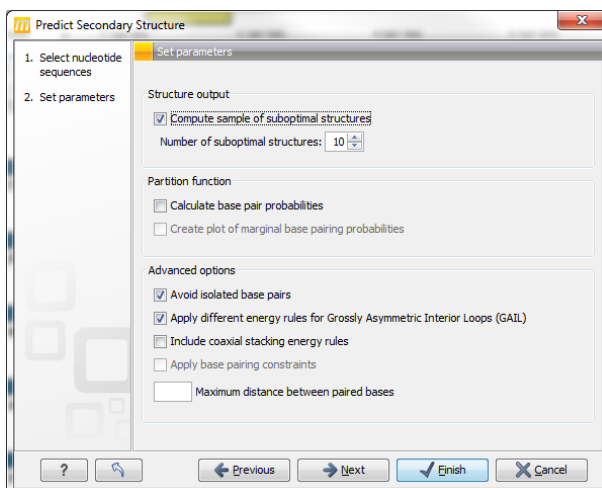 Predict Secondary Structure
1. Select nucleotide
sequences
2. Set parameters
Set parameters
Structure output
Compute sample of suboptimal structures
Number of suboptimal structures: 10
Partition function
Calculate base pair probabilities
Create plot of marginal base pairing probabilities
Advanced options
Avoid isolated base pairs
Apply different energy rules for Grossly Asymmetric Interior Loops (GAIL)
Include coaxial stacking energy rules
Apply base pairing constraints
Maximum distance between paired bases
? Previous Next Finish Cancel